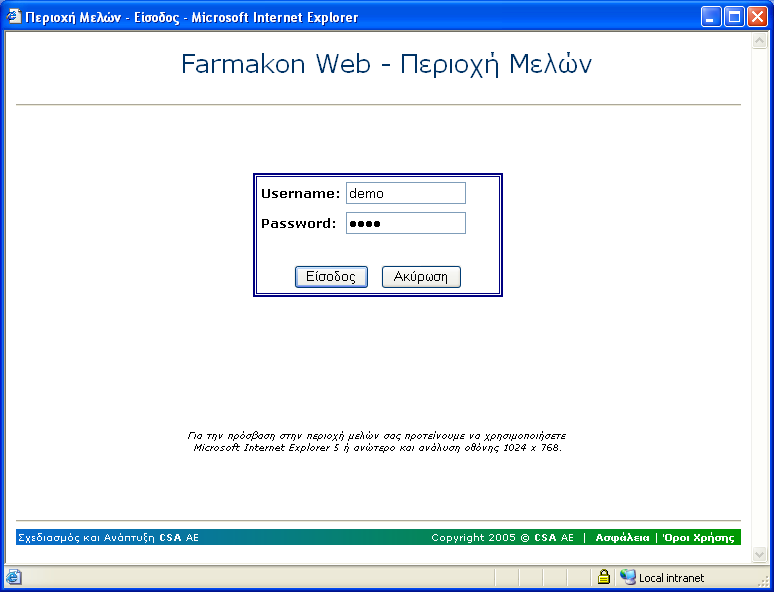 Περιοχή Μελών - Είσοδος - Microsoft Internet Explorer
Farmakon Web - Περιοχή Μελών
Username: demo
Password: ●●●●
Είσοδος Ακύρωση
Για την πρόσβαση στην περιοχή μελών σας προτείνουμε να χρησιμοποιήσετε
Microsoft Internet Explorer 5 ή ανώτερο και ανάλυση οθόνης 1024 x 768.
Σχεδιασμός και Ανάπτυξη CSA AE Copyright 2005 © CSA AE | Ασφάλεια | Όροι Χρήσης
Local intranet